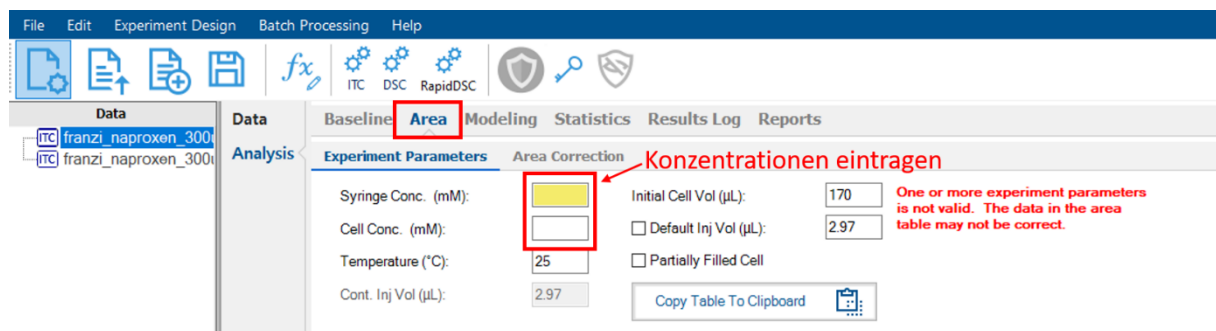 File Edit Experiment Design Batch Processing Help
fx ITC DSC RapidDSC
Data
ITC franzi_naproxen_300
ITC franzi_naproxen_300
Data
Analysis
Baseline Area Modeling Statistics Results Log Reports
Experiment Parameters Area Correction
Konzentrationen eintragen
Syringe Conc. (mM):
Cell Conc. (mM):
Temperature (°C): 25
Cont. Inj Vol (µL): 2.97
Initial Cell Vol (µL): 170
Default Inj Vol (µL): 2.97
Partially Filled Cell
Copy Table To Clipboard
One or more experiment parameters
is not valid. The data in the area
table may not be correct.